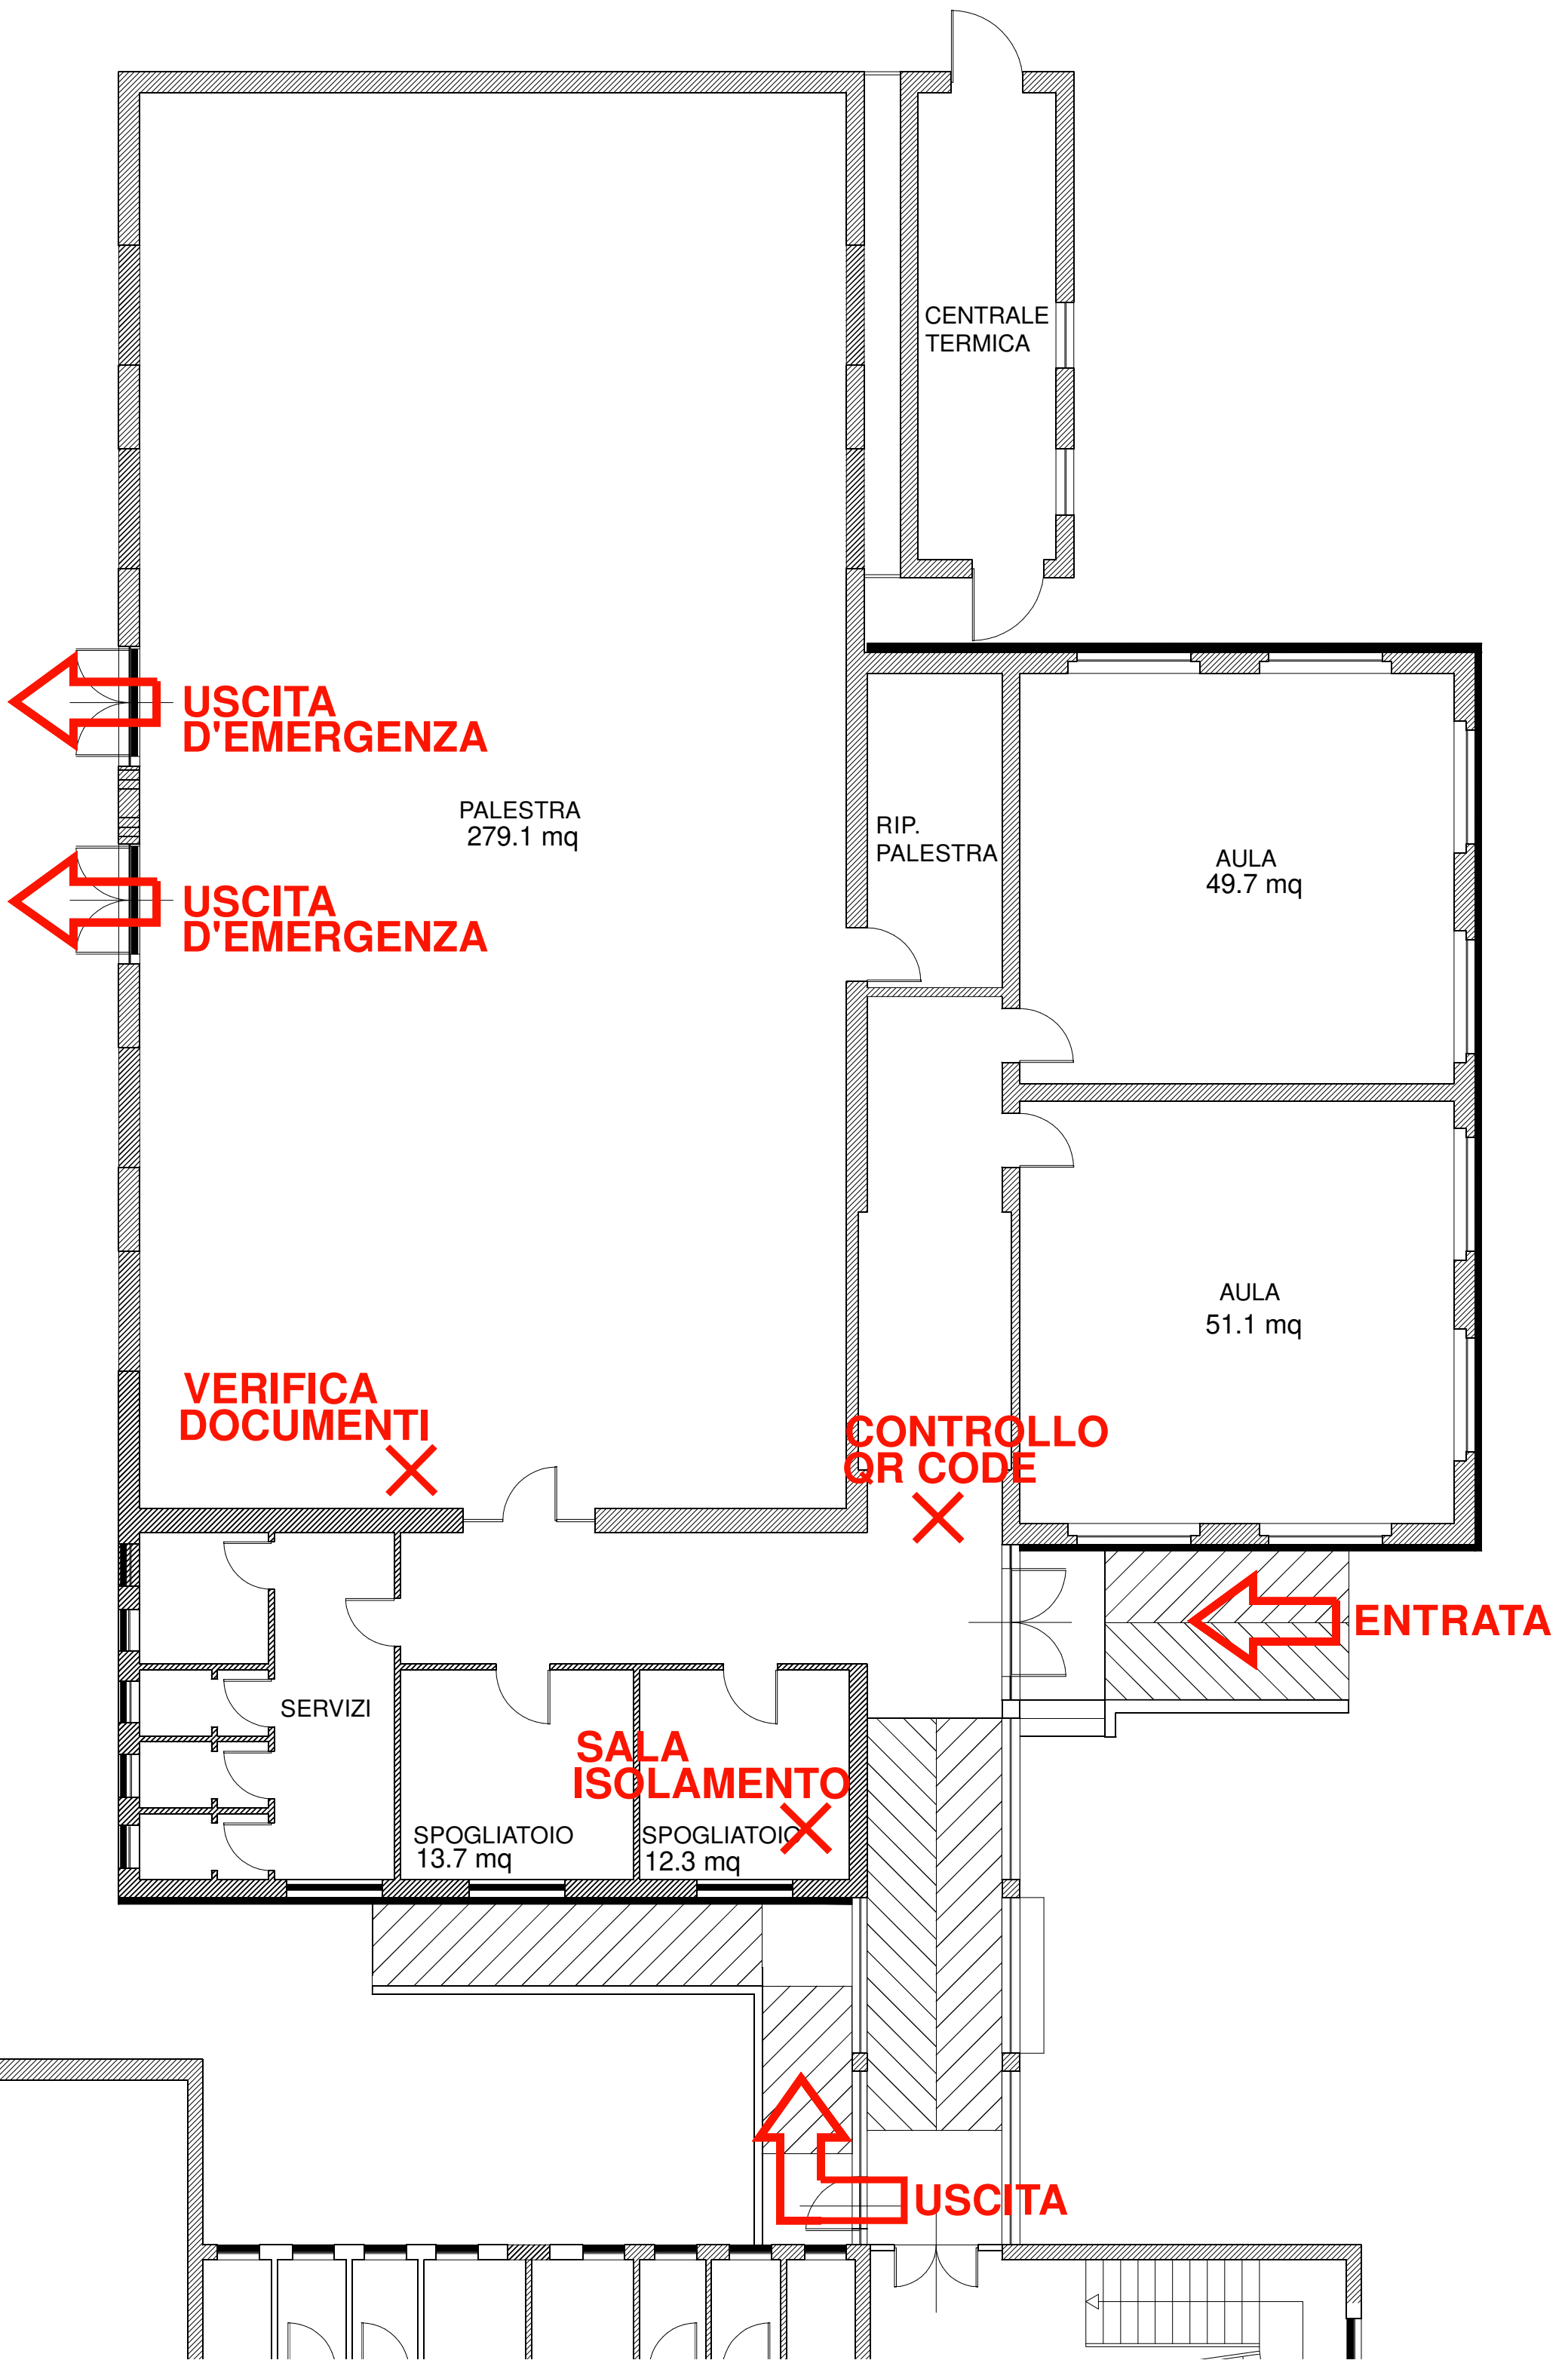 CENTRALE
TERMICA
USCITA
D'EMERGENZA
PALESTRA
279.1 mq
RIP.
PALESTRA
AULA
49.7 mq
USCITA
D'EMERGENZA
AULA
51.1 mq
VERIFICA
DOCUMENTI
CONTROLLO
QR CODE
ENTRATA
SERVIZI
SALA
ISOLAMENTO
SPOGLIATOIO
13.7 mq
SPOGLIATOIO
12.3 mq
USCITA